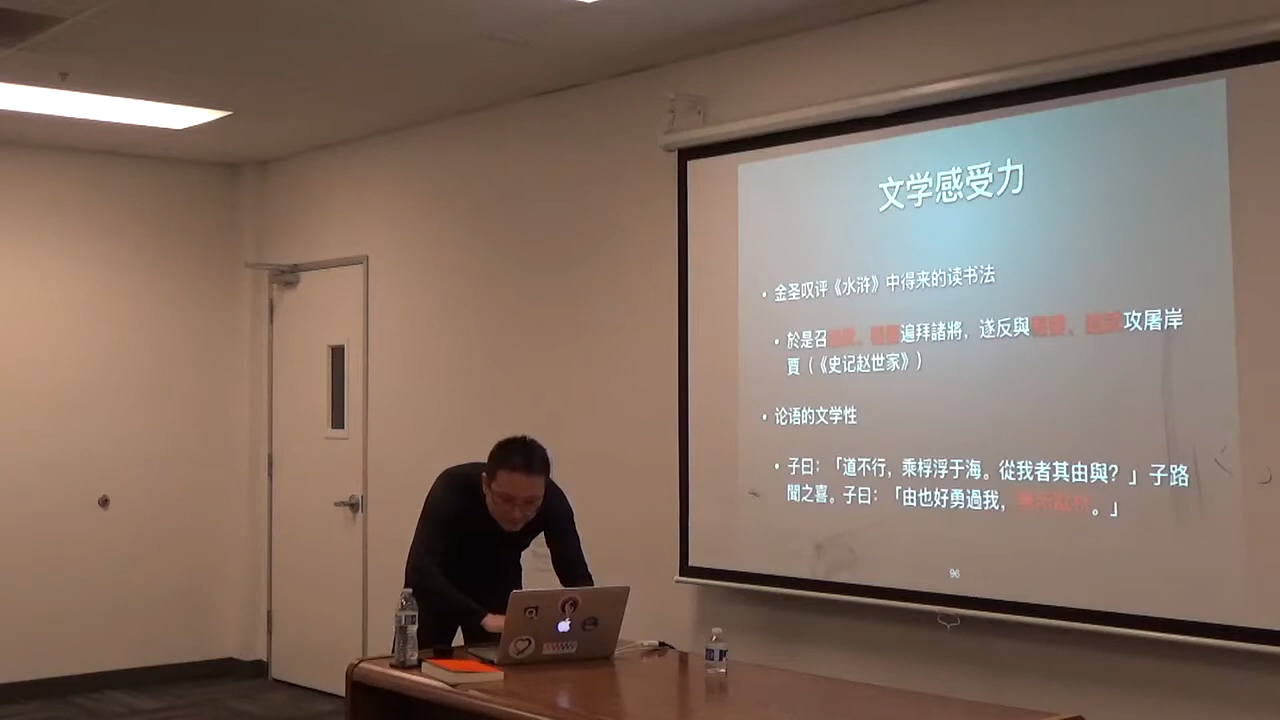 文学感受力
• 金圣叹评《水浒》中得来的读书法
• 於是召遍拜諸將，遂反與攻屠岸
賈（《史记赵世家》）
• 论语的文学性
• 子曰：「道不行，乘桴浮于海。從我者其由與？」子路
聞之喜。子曰：「由也好勇過我，。」
96